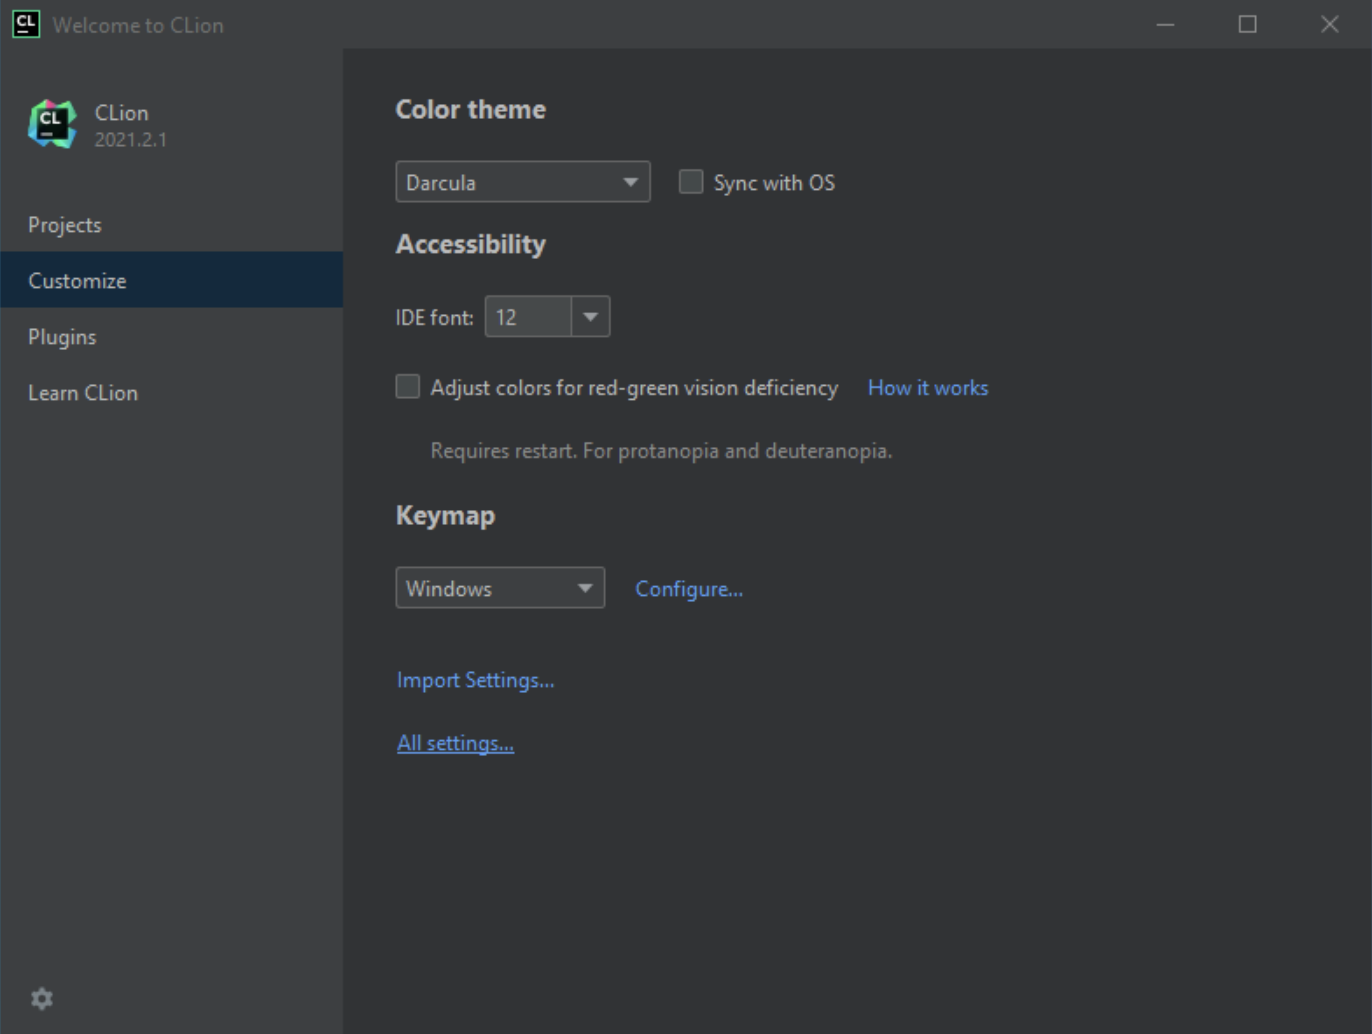 CL Welcome to CLion
CL CLion
2021.2.1
Projects
Customize
Plugins
Learn CLion
Color theme
Darcula Sync with OS
Accessibility
IDE font: 12
Adjust colors for red-green vision deficiency How it works
Requires restart. For protanopia and deuteranopia.
Keymap
Windows Configure...
Import Settings...
All settings...